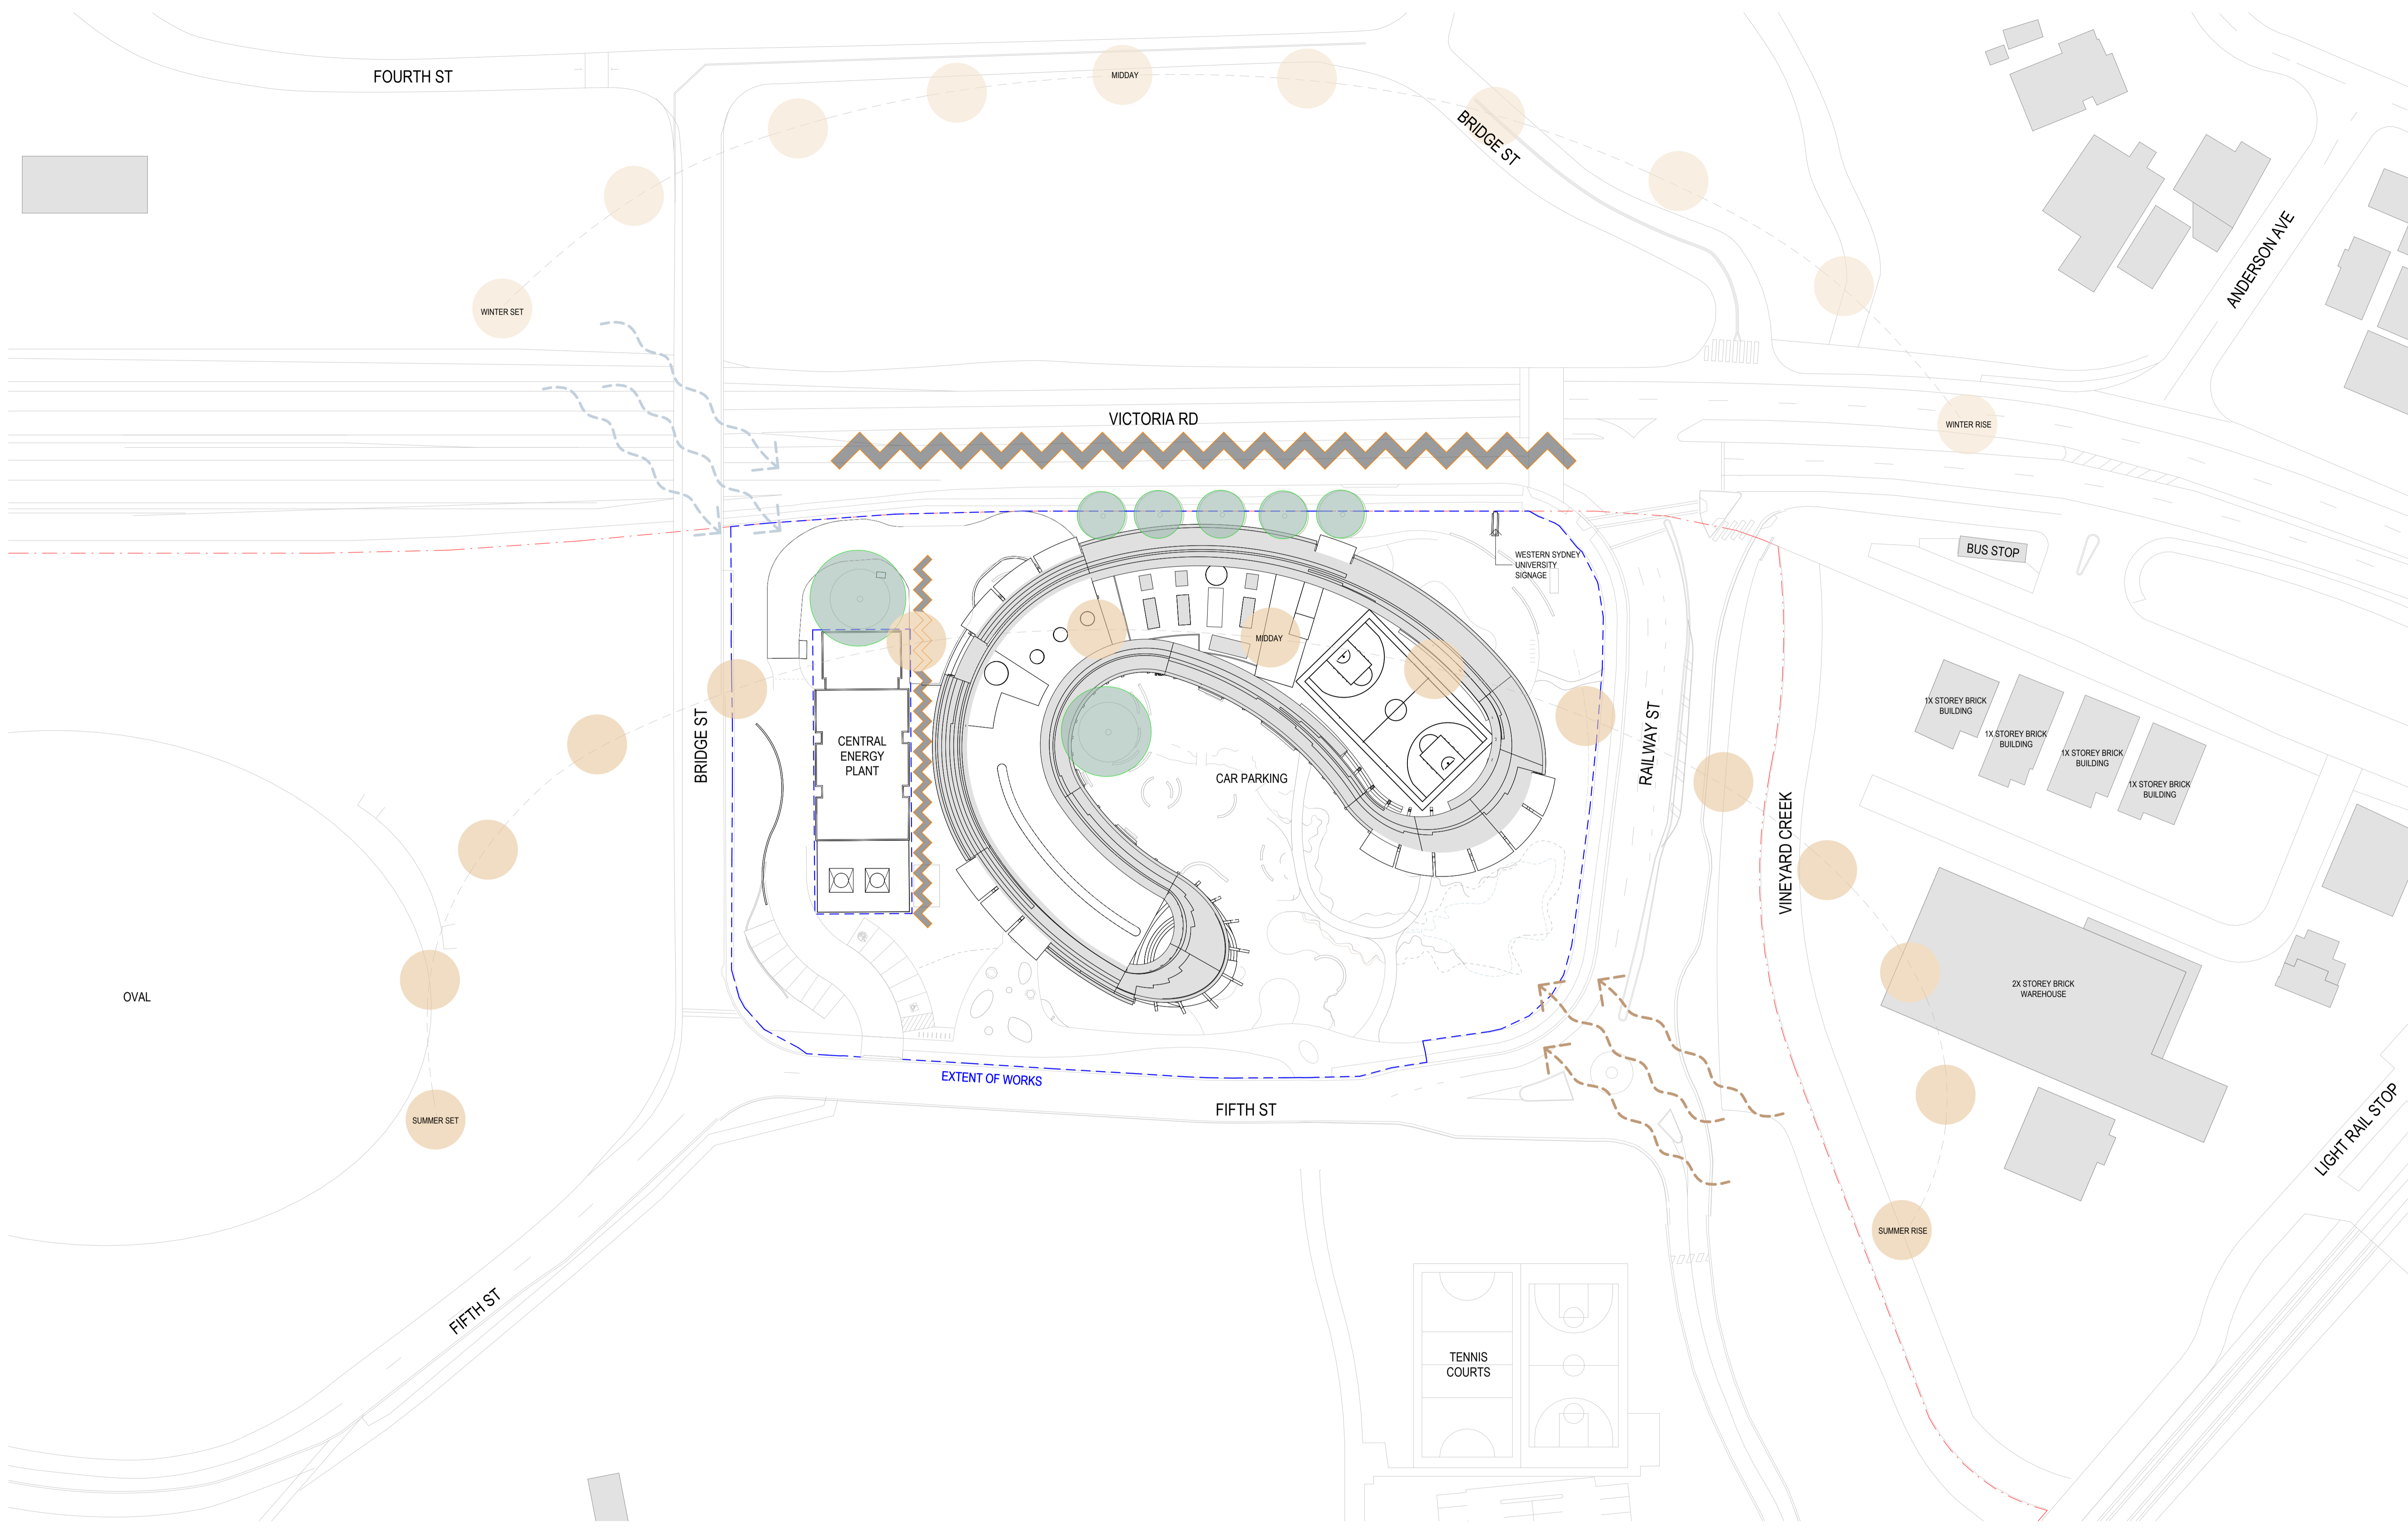 FOURTH ST
MIDDAY
BRIDGE ST
ANDERSON AVE
WINTER SET
VICTORIA RD
WINTER RISE
BUS STOP
WESTERN SYDNEY
UNIVERSITY
SIGNAGE
MIDDAY
BRIDGE ST
CENTRAL
ENERGY
PLANT
CAR PARKING
RAILWAY ST
VINEYARD CREEK
1X STOREY BRICK
BUILDING
1X STOREY BRICK
BUILDING
1X STOREY BRICK
BUILDING
1X STOREY BRICK
BUILDING
OVAL
2X STOREY BRICK
WAREHOUSE
EXTENT OF WORKS
FIFTH ST
SUMMER SET
LIGHT RAIL STOP
SUMMER RISE
FIFTH ST
TENNIS
COURTS